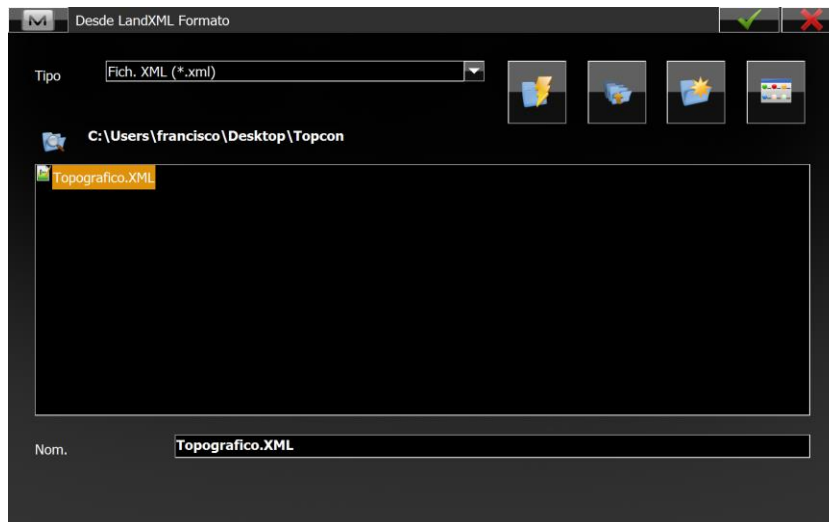 Desde LandXML Formato
Tipo
Fich. XML (*.xml)
C:\Users\francisco\Desktop\Topcon
Topografico.XML
Nom.
Topografico.XML